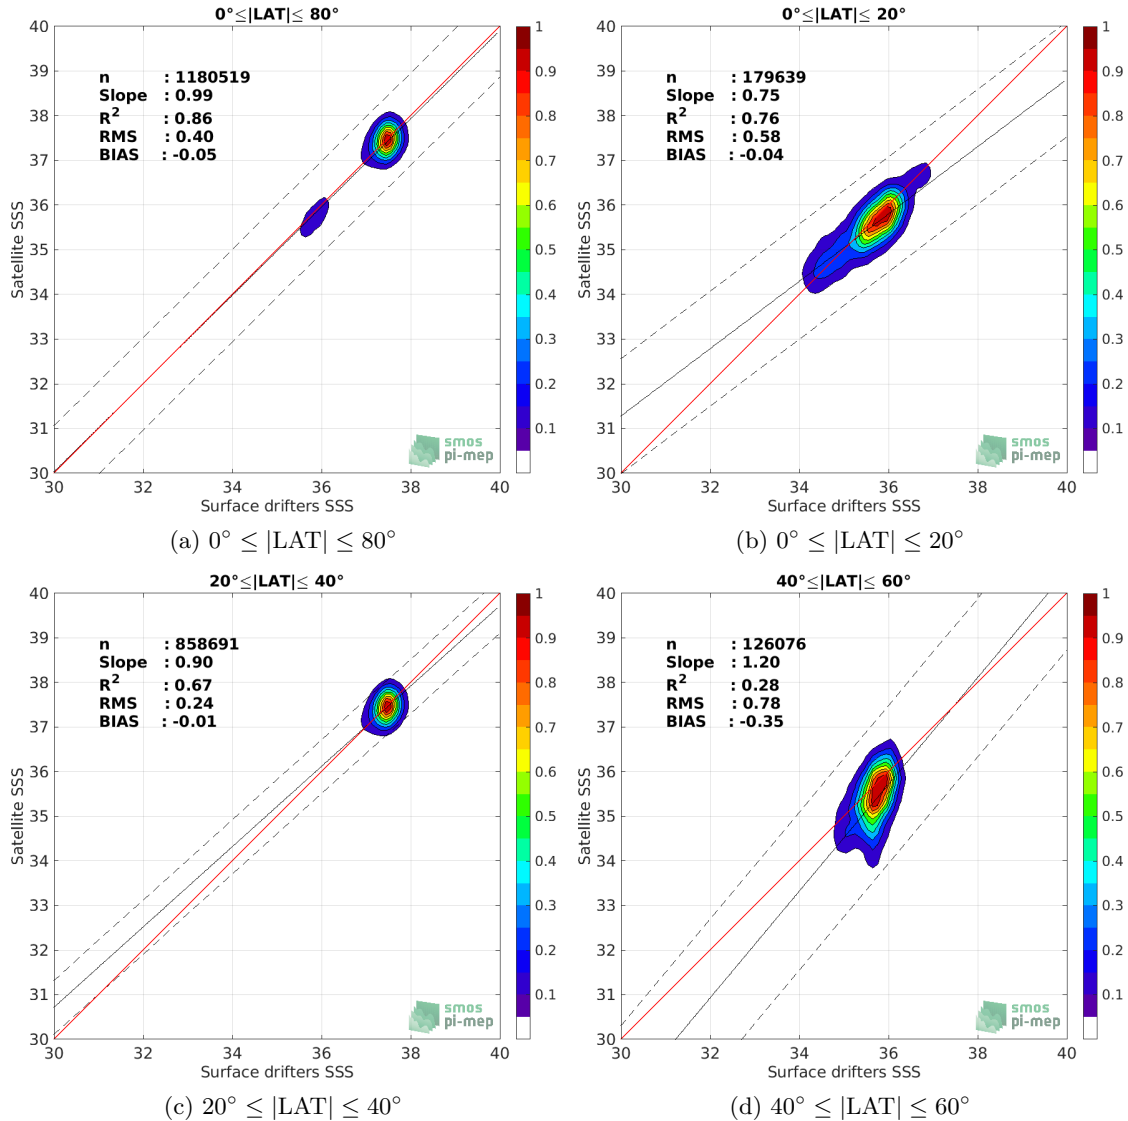 0°≤|LAT|≤ 80°
n : 1180519
Slope : 0.99
R2 : 0.86
RMS : 0.40
BIAS : -0.05
Satellite SSS
40
39
38
37
36
35
34
33
32
31
30
30 32 34 36 38 40
Surface drifters SSS
1
0.9
0.8
0.7
0.6
0.5
0.4
0.3
0.2
0.1
smos
pi-mep
(a) 0° ≤ |LAT| ≤ 80°
0°≤|LAT|≤ 20°
n : 179639
Slope : 0.75
R2 : 0.76
RMS : 0.58
BIAS : -0.04
Satellite SSS
40
39
38
37
36
35
34
33
32
31
30
30 32 34 36 38 40
Surface drifters SSS
1
0.9
0.8
0.7
0.6
0.5
0.4
0.3
0.2
0.1
smos
pi-mep
(b) 0° ≤ |LAT| ≤ 20°
20°≤|LAT|≤ 40°
n : 858691
Slope : 0.90
R2 : 0.67
RMS : 0.24
BIAS : -0.01
Satellite SSS
40
39
38
37
36
35
34
33
32
31
30
30 32 34 36 38 40
Surface drifters SSS
1
0.9
0.8
0.7
0.6
0.5
0.4
0.3
0.2
0.1
smos
pi-mep
(c) 20° ≤ |LAT| ≤ 40°
40°≤|LAT|≤ 60°
n : 126076
Slope : 1.20
R2 : 0.28
RMS : 0.78
BIAS : -0.35
Satellite SSS
40
39
38
37
36
35
34
33
32
31
30
30 32 34 36 38 40
Surface drifters SSS
1
0.9
0.8
0.7
0.6
0.5
0.4
0.3
0.2
0.1
smos
pi-mep
(d) 40° ≤ |LAT| ≤ 60°